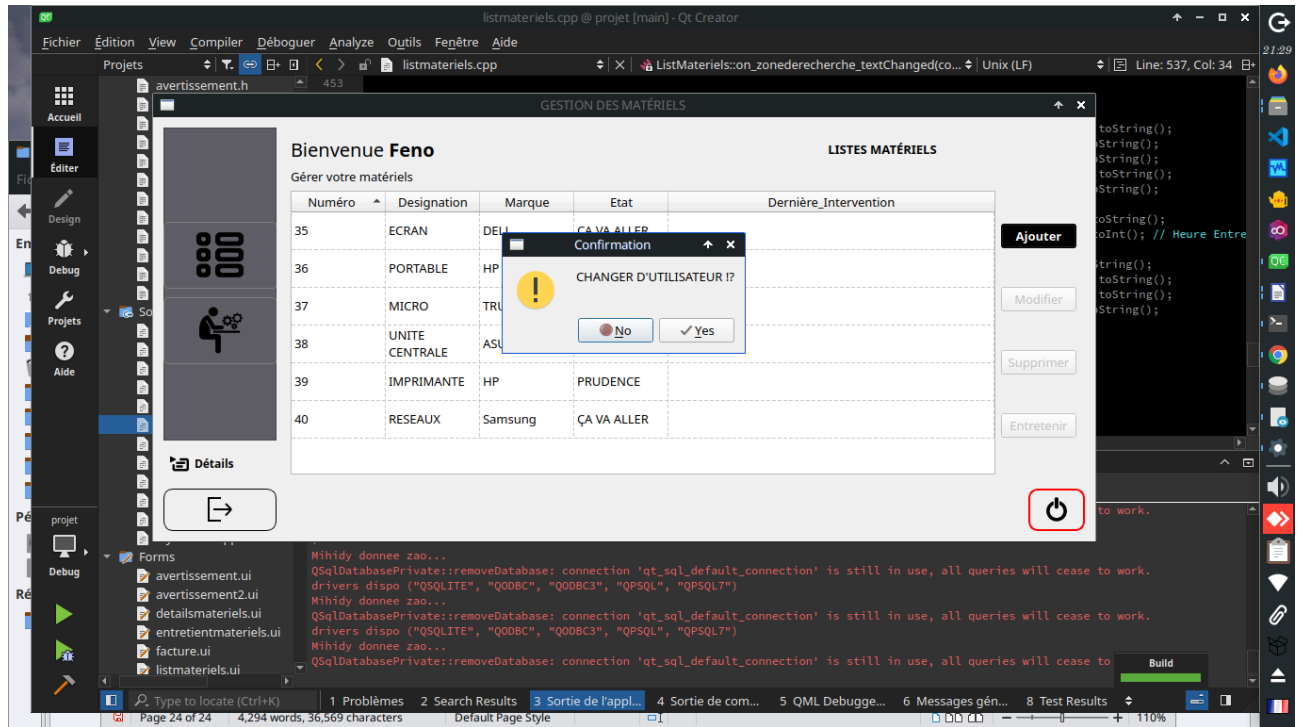 listmateriels.cpp @ projet [main] - Qt Creator
Fichier Édition View Compiler Déboguer Analyze Outils Fenêtre Aide
21:29
Projets
listmateriels.cpp
ListMateriels::on_zonederecherche_textChanged(co...
Unix (LF)
Line: 537, Col: 34
avertissement.h
453
Accueil
Éditer
Design
Debug
Projets
Aide
GESTION DES MATÉRIELS
toString();
toString();
toInt(); // Heure Entre
toString();
Bienvenue Feno
LISTES MATÉRIELS
Gérer votre matériels
Numéro Designation Marque Etat Dernière_Intervention
35 ECRAN DELL ÇA VA ALLER
36 PORTABLE HP
37 MICRO
38 UNITE CENTRALE
39 IMPRIMANTE HP PRUDENCE
40 RESEAUX Samsung ÇA VA ALLER
Confirmation
CHANGER D'UTILISATEUR !?
No Yes
Ajouter
Modifier
Supprimer
Entretenir
Détails
projet
Debug
Forms
avertissement.ui
avertissement2.ui
detailsmateriels.ui
entretientmateriels.ui
facture.ui
listmateriels.ui
to work.
Mihidy donnee zao...
QSqlDatabasePrivate::removeDatabase: connection 'qt_sql_default_connection' is still in use, all queries will cease to work.
drivers dispo ("QSQLITE", "QODBC", "QODBC3", "QPSQL", "QPSQL7")
Mihidy donnee zao...
QSqlDatabasePrivate::removeDatabase: connection 'qt_sql_default_connection' is still in use, all queries will cease to work.
drivers dispo ("QSQLITE", "QODBC", "QODBC3", "QPSQL", "QPSQL7")
Mihidy donnee zao...
QSqlDatabasePrivate::removeDatabase: connection 'qt_sql_default_connection' is still in use, all queries will cease to
Build
Type to locate (Ctrl+K)
1 Problèmes 2 Search Results 3 Sortie de l'appl... 4 Sortie de com... 5 QML Debugge... 6 Messages gén... 8 Test Results
Page 24 of 24 4,294 words, 36,569 characters Default Page Style 110%